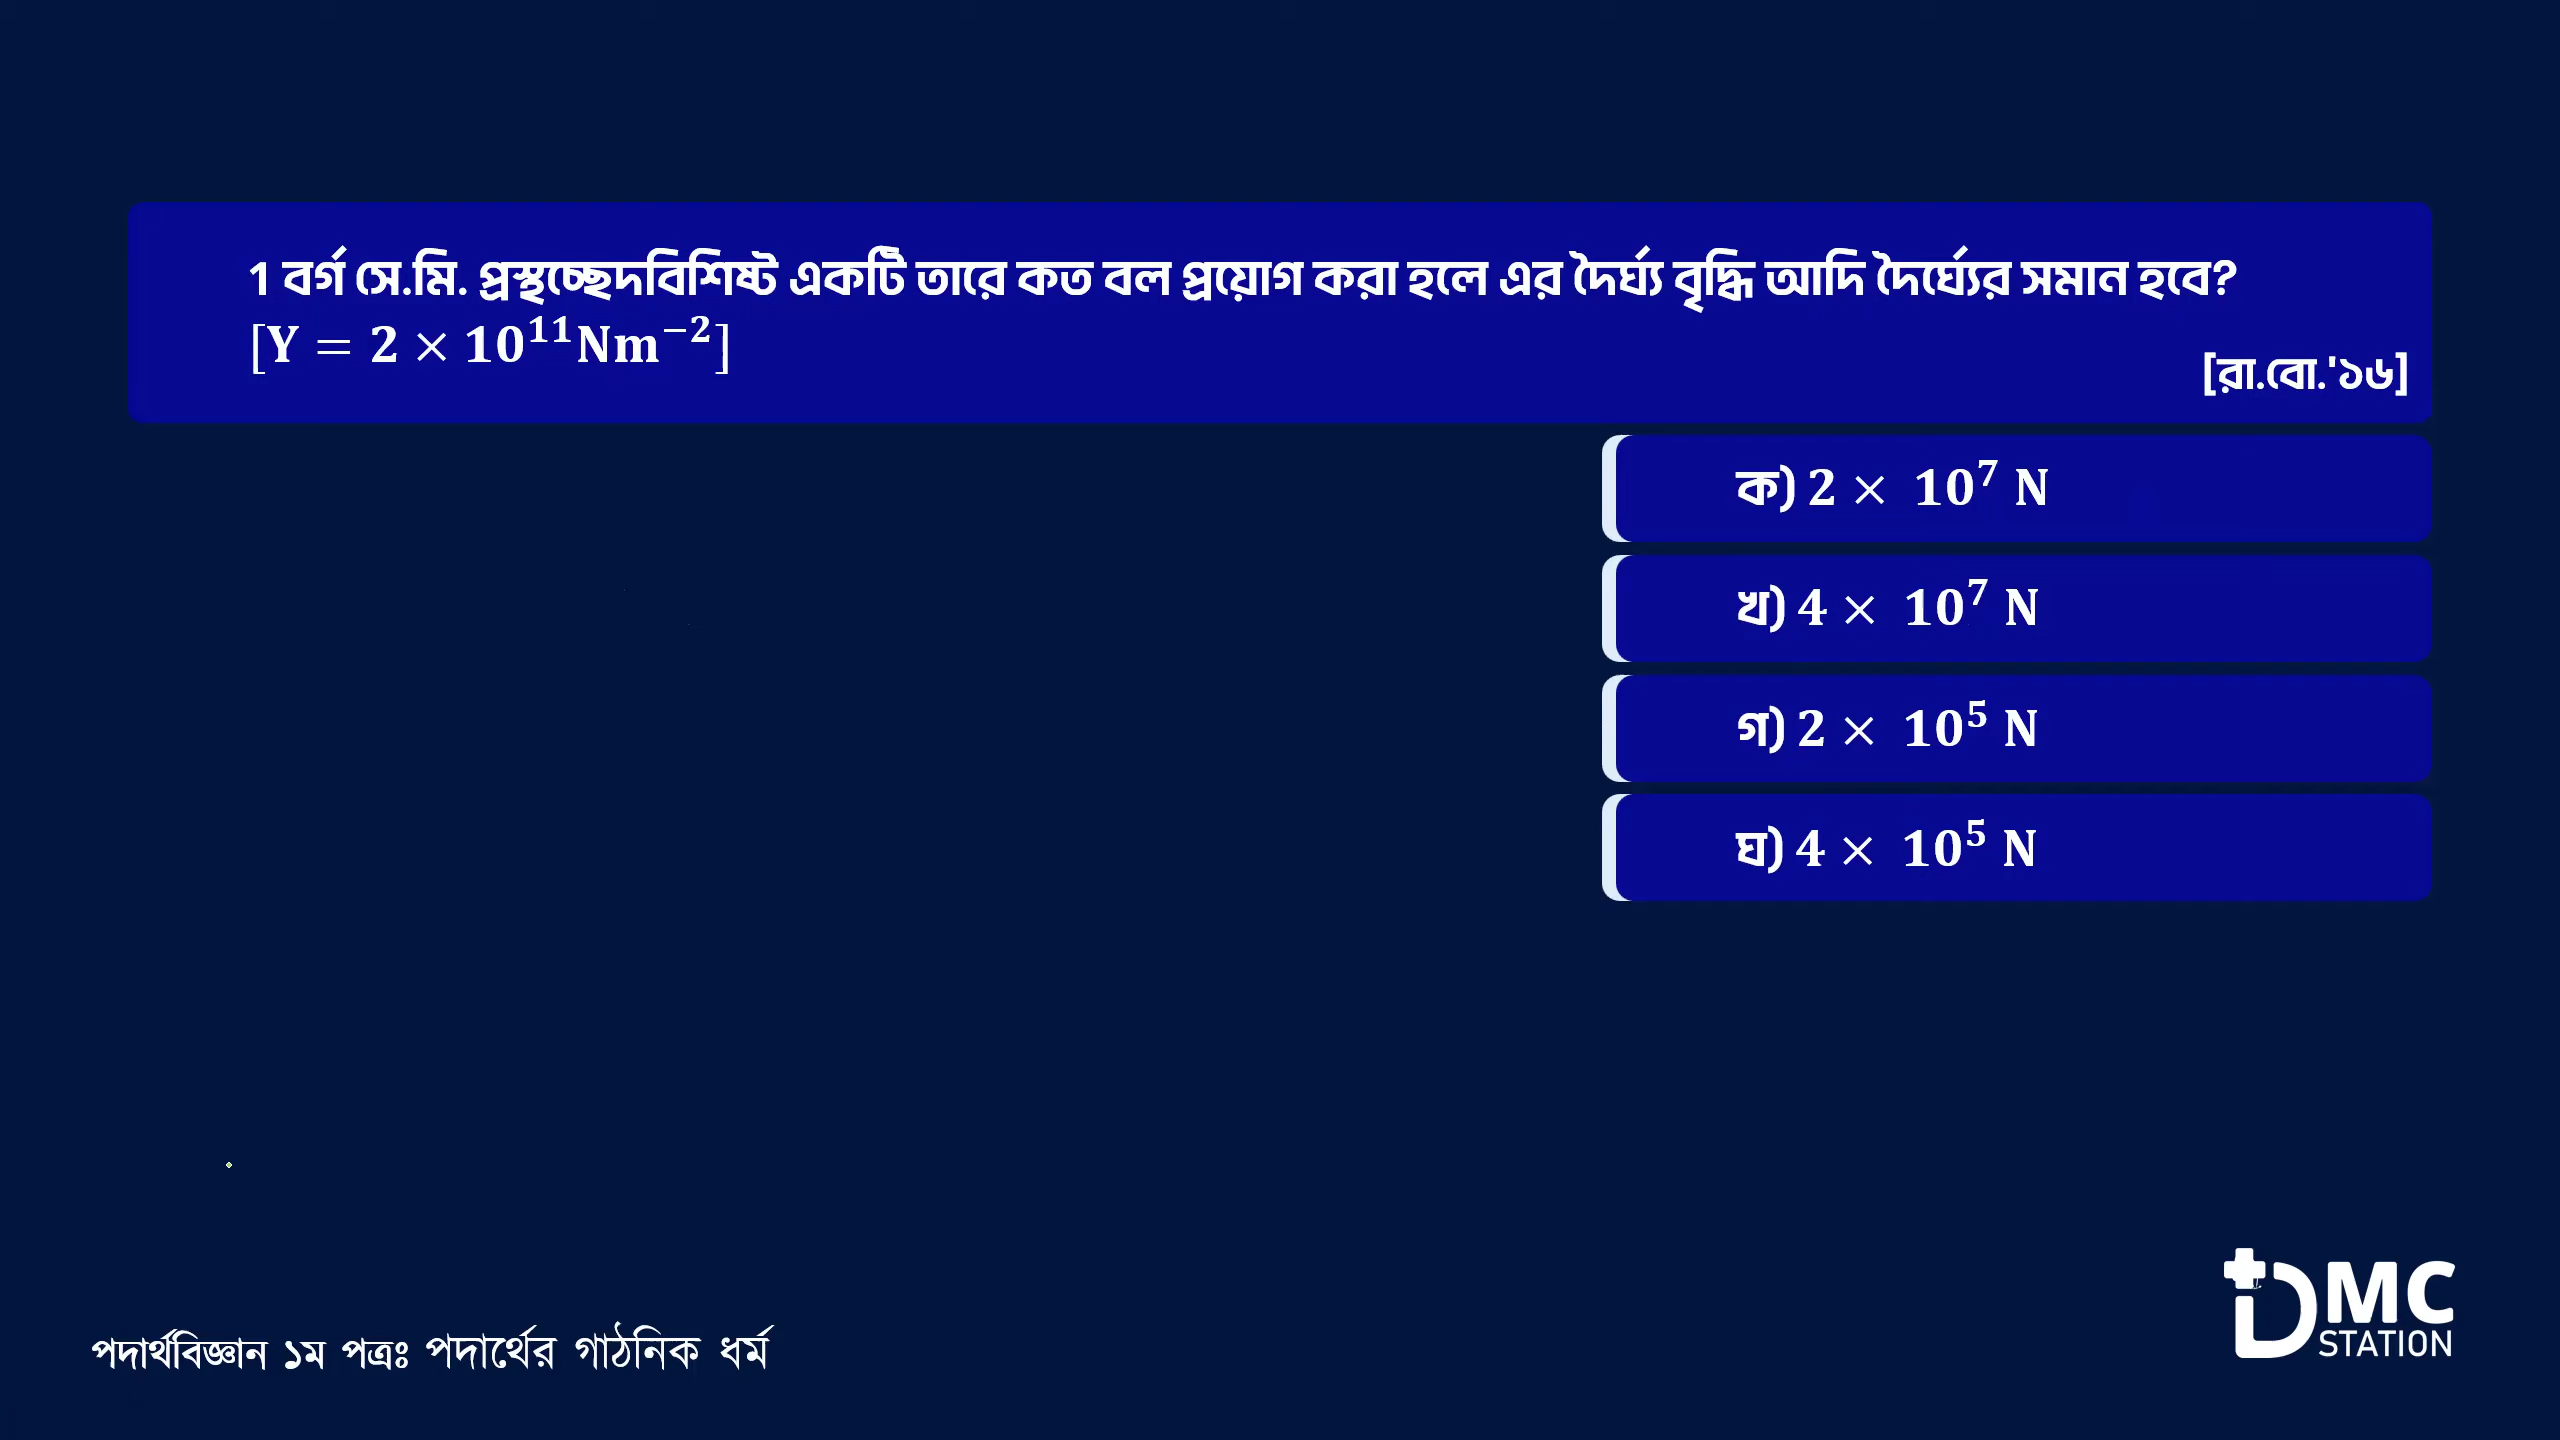 1 বর্গ সে.মি. প্রস্থচ্ছেদবিশিষ্ট একটি তারে কত বল প্রয়োগ করা হলে এর দৈর্ঘ্য বৃদ্ধি আদি দৈর্ঘ্যের সমান হবে?
[Y = 2 × 10¹¹Nm⁻²]
[রা.বো.'১৬]
ক) 2 × 10⁷ N
খ) 4 × 10⁷ N
গ) 2 × 10⁵ N
ঘ) 4 × 10⁵ N
DMC
STATION
পদার্থবিজ্ঞান ১ম পত্রঃ পদার্থের গাঠনিক ধর্ম